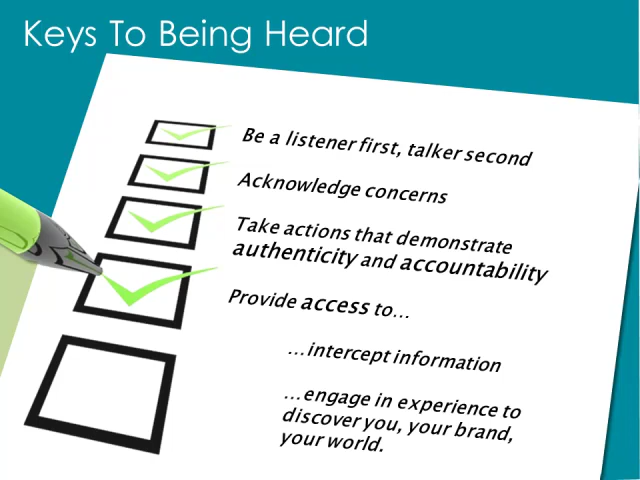 Keys To Being Heard
Be a listener first, talker second
Acknowledge concerns
Take actions that demonstrate
authenticity and accountability
Provide access to…
…intercept information
…engage in experience to
discover you, your brand,
your world.